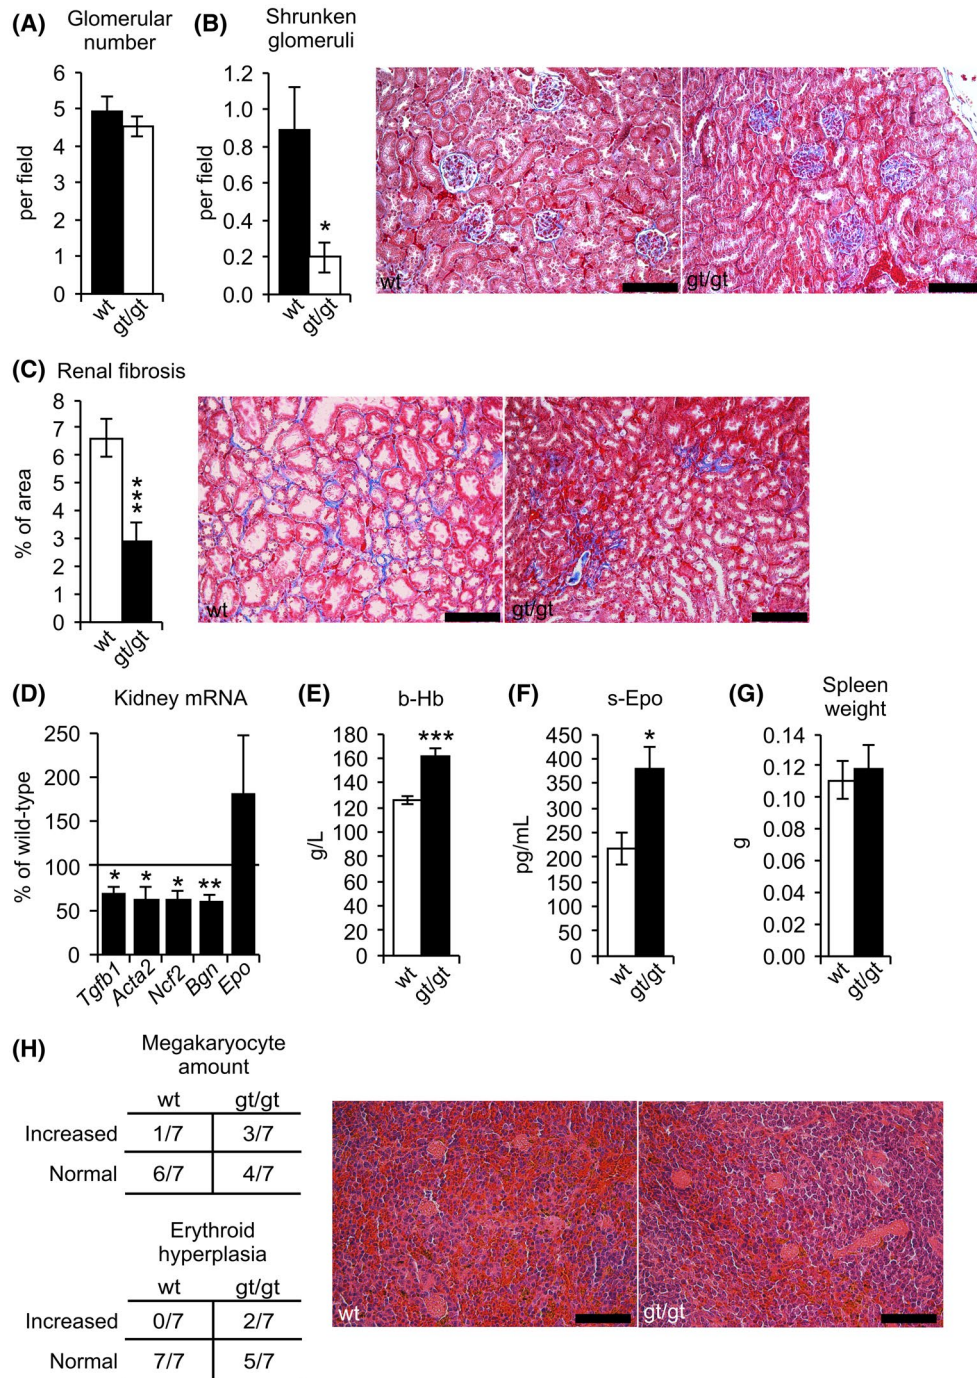 (A) Glomerular
number
6
5
4
3
2
1
0
per field
wt
gt/gt
(B) Shrunken
glomeruli
1.2
1.0
0.8
0.6
0.4
0.2
0.0
per field
*
wt
gt/gt
wt
gt/gt
(C) Renal fibrosis
8
7
6
5
4
3
2
1
0
% of area
***
wt
gt/gt
wt
gt/gt
(D) Kidney mRNA
250
200
150
100
50
0
% of wild-type
* * * **
Tgfb1
Acta2
Ncf2
Bgn
Epo
(E) b-Hb
180
160
140
120
100
80
60
40
20
0
g/L
***
wt
gt/gt
(F) s-Epo
450
400
350
300
250
200
150
100
50
0
pg/mL
*
wt
gt/gt
(G) Spleen
weight
0.14
0.12
0.10
0.08
0.06
0.04
0.02
0.00
g
wt
gt/gt
(H) Megakaryocyte
amount
wt gt/gt
Increased 1/7 3/7
Normal 6/7 4/7
Erythroid
hyperplasia
wt gt/gt
Increased 0/7 2/7
Normal 7/7 5/7
wt
gt/gt